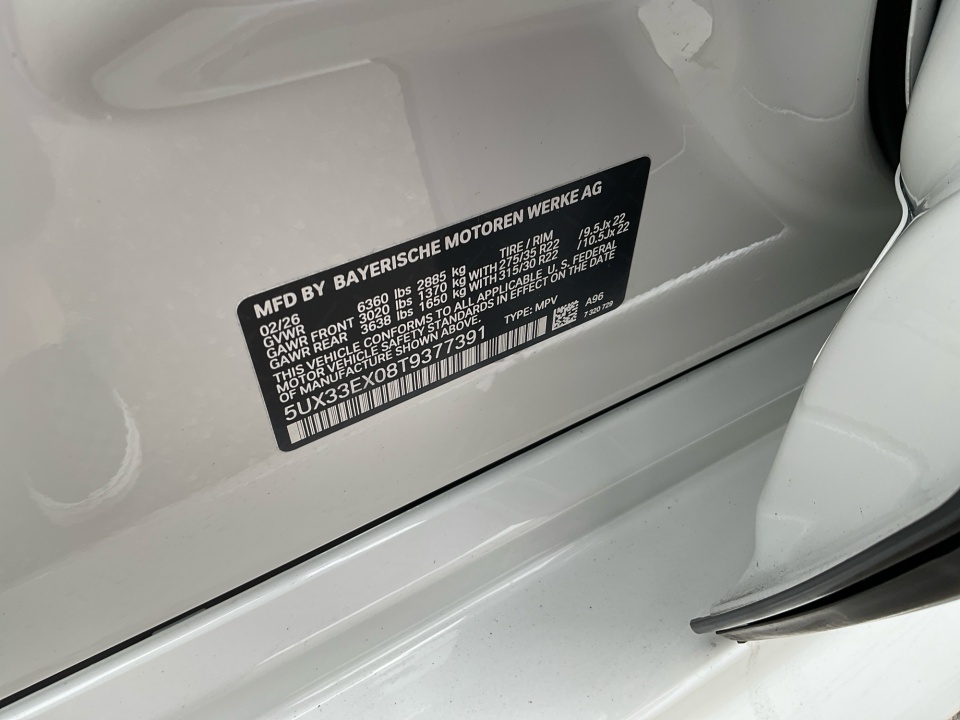 MFD BY BAYERISCHE MOTOREN WERKE AG
02/26
GVWR 6360 lbs 2885 kg TIRE / RIM
GAWR FRONT 3020 lbs 1370 kg WITH 275/35 R22 /9.5Jx22
GAWR REAR 3638 lbs 1650 kg WITH 315/30 R22 /10.5Jx22
THIS VEHICLE CONFORMS TO ALL APPLICABLE U. S. FEDERAL
MOTOR VEHICLE SAFETY STANDARDS IN EFFECT ON THE DATE
OF MANUFACTURE SHOWN ABOVE.
5UX33EX08T9377391 TYPE: MPV A96
7 320 729